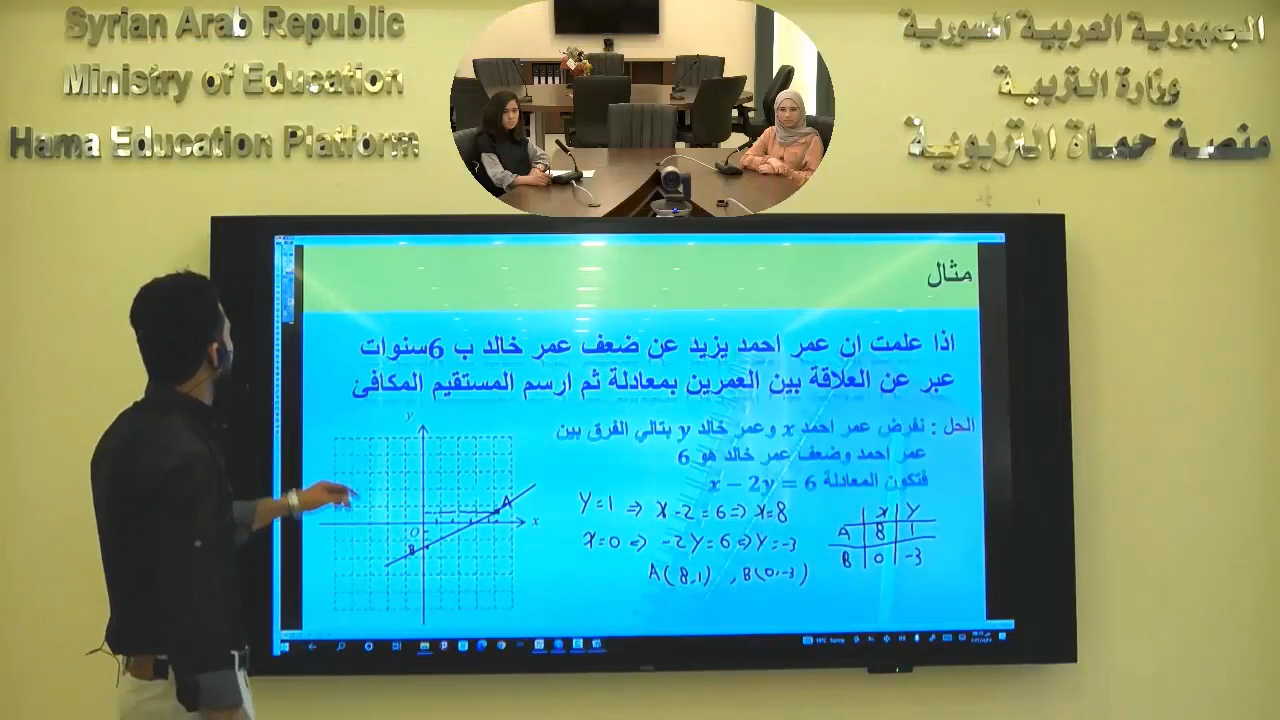 Syrian Arab Republic
Ministry of Education
Hama Education Platform
الجمهورية العربية السورية
وزارة التربية
منصة حماة التربوية
مثال
اذا علمت ان عمر احمد يزيد عن ضعف عمر خالد ب 6سنوات
عبر عن العلاقة بين العمرين بمعادلة ثم ارسم المستقيم المكافئ
الحل : نفرض عمر احمد x وعمر خالد y بتالي الفرق بين
عمر احمد وضعف عمر خالد هو 6
فتكون المعادلة x − 2y = 6
y=1 ⇒ x-2=6 ⇒ x=8
x=0 ⇒ -2y=6 ⇒ y=-3
A(8,1) , B(0,-3)
x y
A 8 1
B 0 -3
y
A
x
O
B